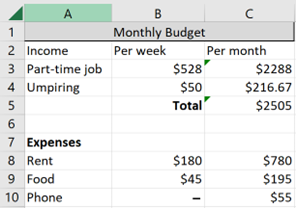 A B C
1 Monthly Budget
2 Income Per week Per month
3 Part-time job $528 $2288
4 Umpiring $50 $216.67
5 Total $2505
6
7 Expenses
8 Rent $180 $780
9 Food $45 $195
10 Phone – $55